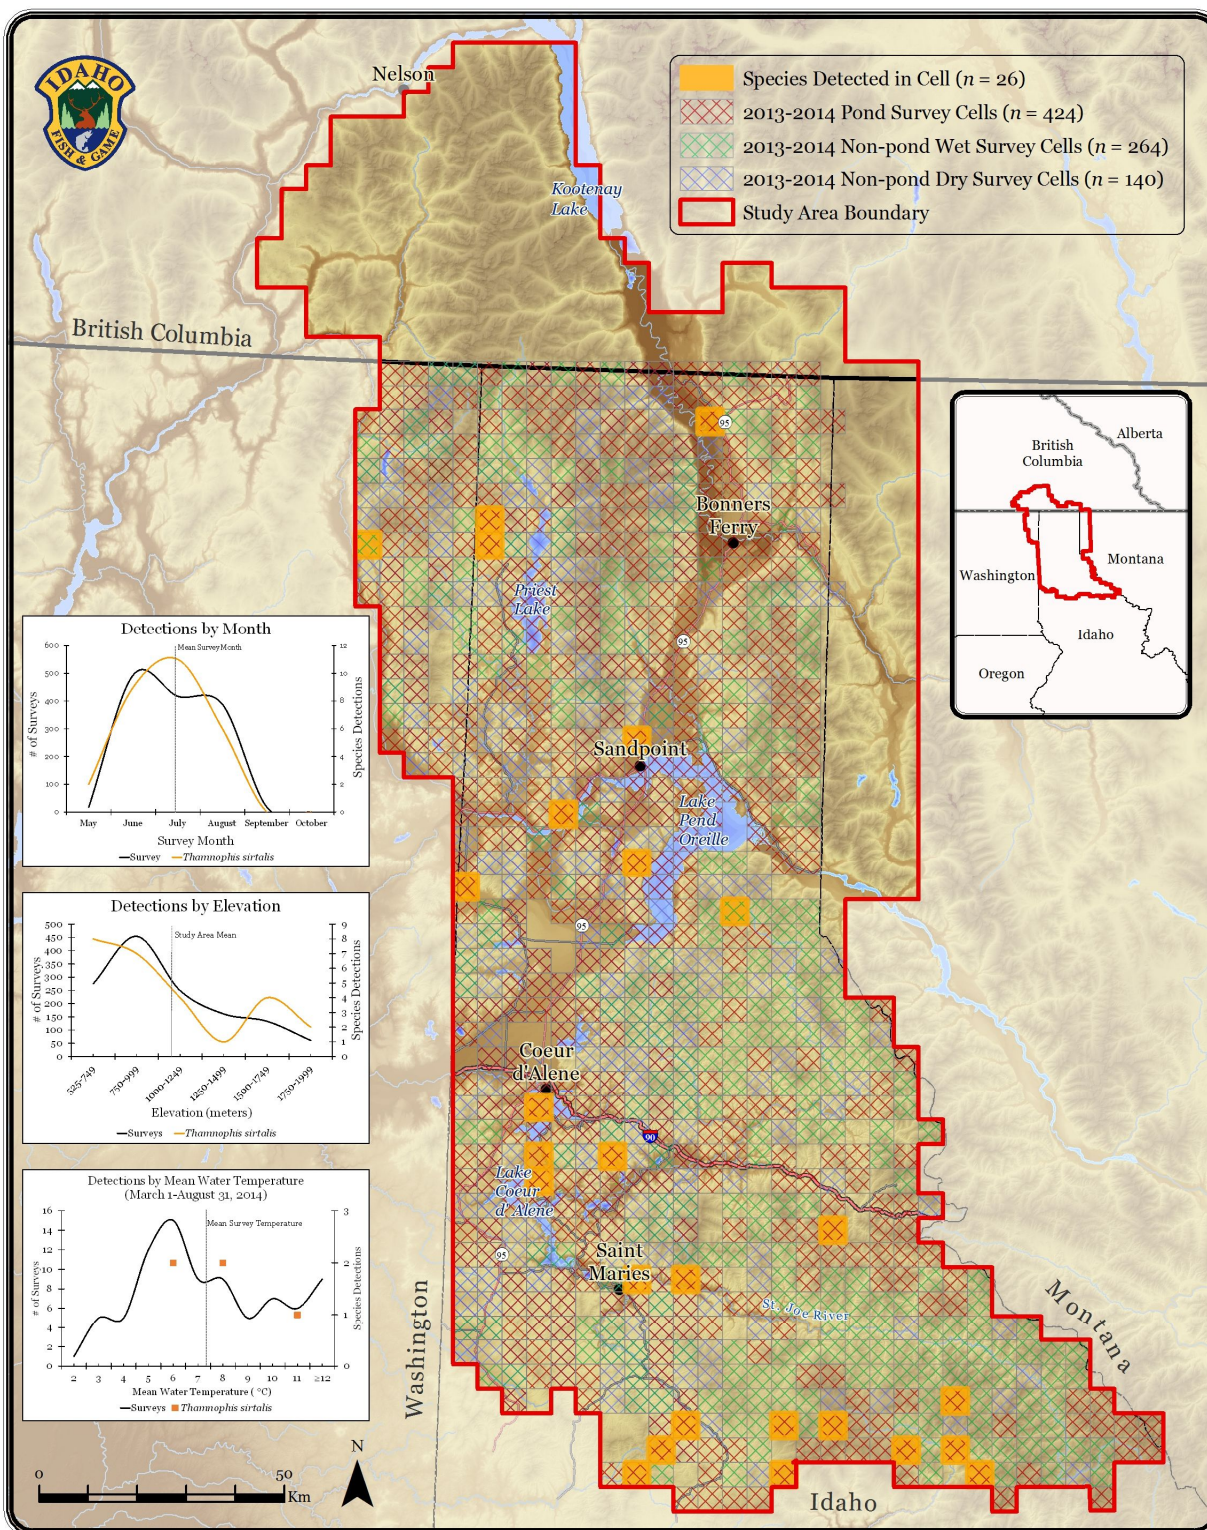 IDAHO
FISH & GAME
Nelson
Kootenay
Lake
Species Detected in Cell (n = 26)
2013-2014 Pond Survey Cells (n = 424)
2013-2014 Non-pond Wet Survey Cells (n = 264)
2013-2014 Non-pond Dry Survey Cells (n = 140)
Study Area Boundary
British Columbia
95
Bonners
Ferry
Priest
Lake
95
Sandpoint
Lake
Pend
Oreille
95
Coeur
d'Alene
90
Lake
Coeur
d' Alene
95
Saint
Maries
St. Joe River
Montana
Washington
Idaho
Alberta
British
Columbia
Washington
Montana
Idaho
Oregon
Detections by Month
Mean Survey Month
# of Surveys
600
500
400
300
200
100
0
12
10
8
6
4
2
0
Species Detections
May June July August September October
Survey Month
Survey Thamnophis sirtalis
Detections by Elevation
Study Area Mean
# of Surveys
500
450
400
350
300
250
200
150
100
50
0
9
8
7
6
5
4
3
2
1
0
Species Detections
525-749 750-999 1000-1249 1250-1499 1500-1749 1750-1999
Elevation (meters)
Surveys Thamnophis sirtalis
Detections by Mean Water Temperature
(March 1-August 31, 2014)
Mean Survey Temperature
# of Surveys
16
14
12
10
8
6
4
2
0
3
2
1
0
Species Detections
2 3 4 5 6 7 8 9 10 11 ≥12
Mean Water Temperature ( °C)
Surveys Thamnophis sirtalis
0 50
Km
N